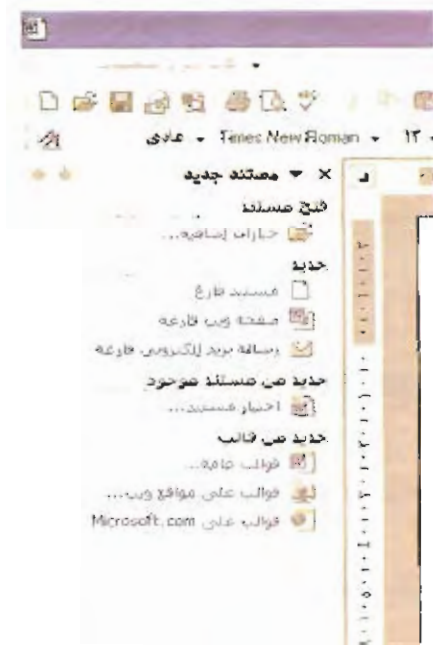 عادي Times New Roman ١٢
مستند جديد
فتح مستند
خيارات إضافية...
جديد
مستند فارغ
صفحة ويب فارغة
رسالة بريد إلكتروني فارغة
جديد من مستند موجود
اختيار مستند...
جديد من قالب
قوالب عامة...
قوالب على مواقع ويب...
قوالب على Microsoft.com